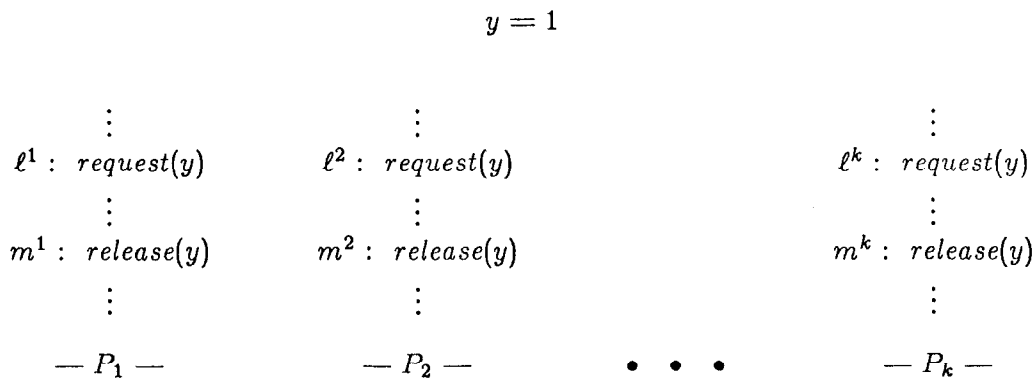 y = 1
⋮ ⋮ ⋮
ℓ¹ : request(y) ℓ² : request(y) ℓᵏ : request(y)
⋮ ⋮ ⋮
m¹ : release(y) m² : release(y) mᵏ : release(y)
⋮ ⋮ ⋮
— P₁ — — P₂ — • • • — Pₖ —